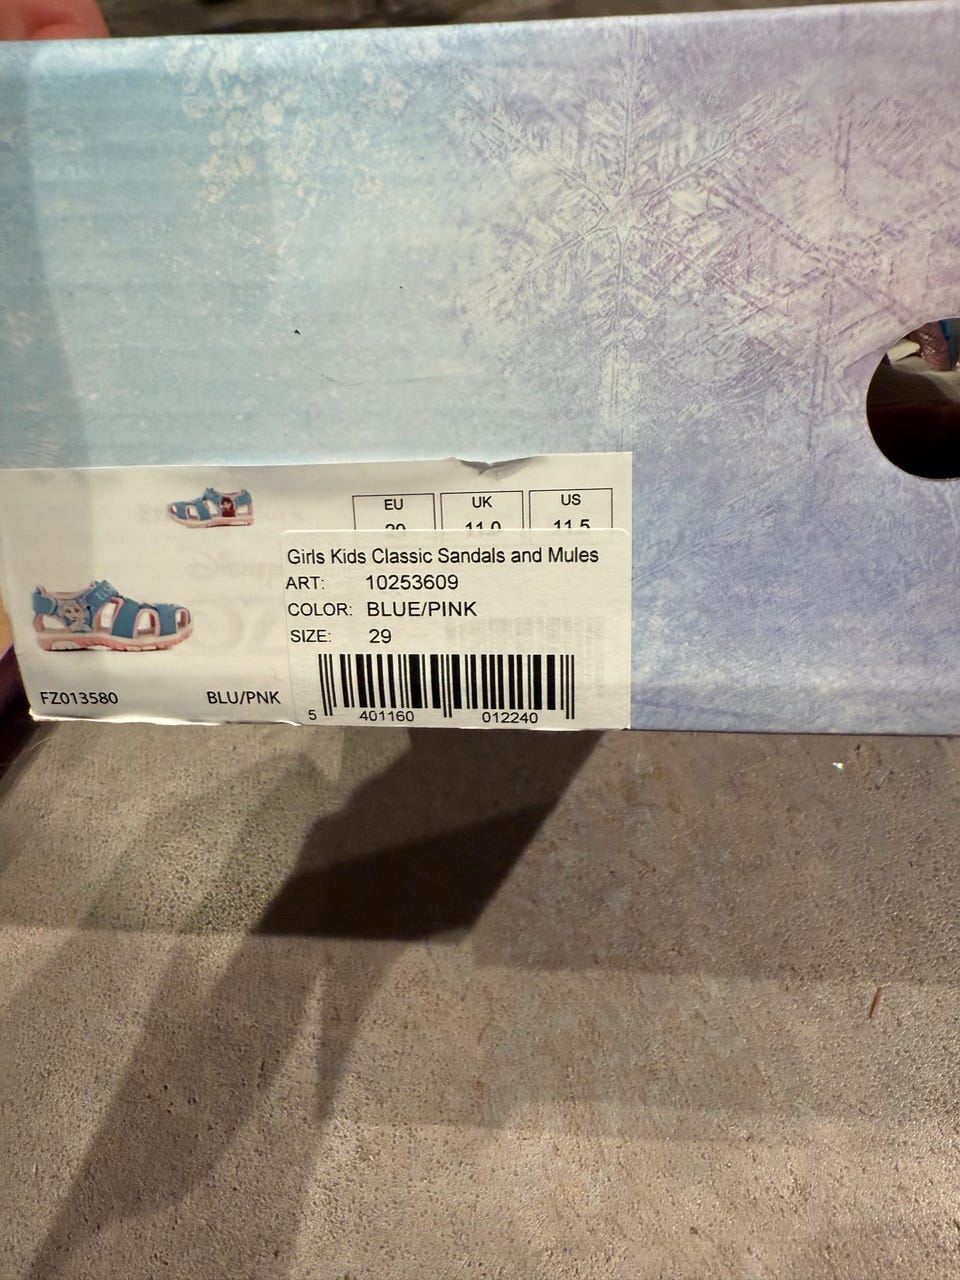 EU UK US
29 11.0 11.5
Girls Kids Classic Sandals and Mules
ART: 10253609
COLOR: BLUE/PINK
SIZE: 29
FZ013580 BLU/PNK
5 401160 012240